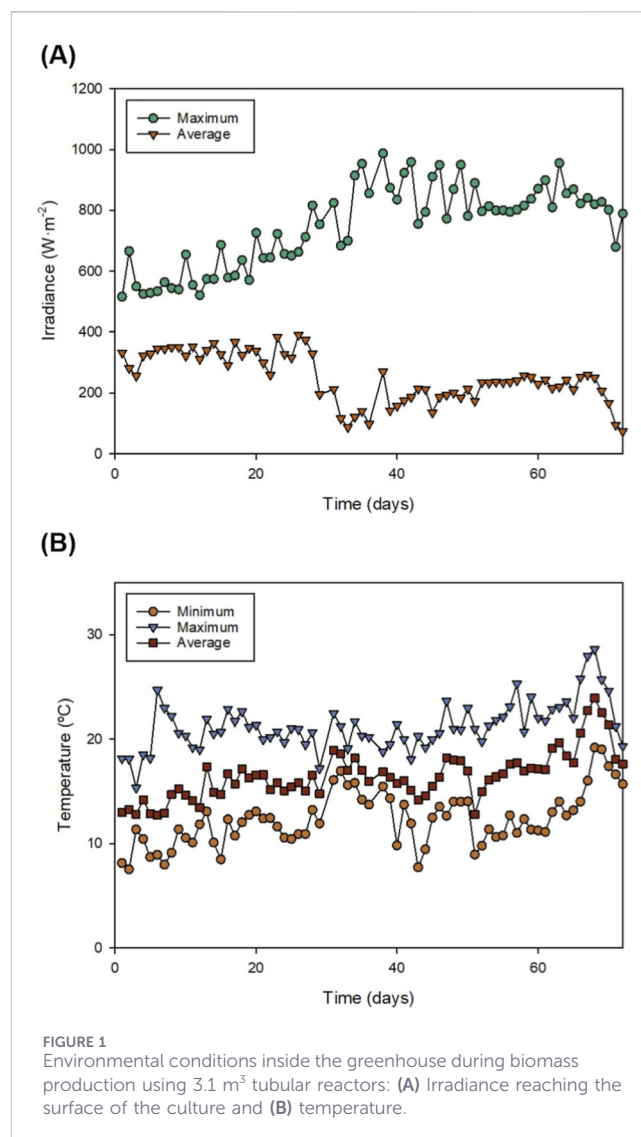 (A)
1200
1000
800
600
400
200
0
Irradiance (W·m-2)
Maximum
Average
0 20 40 60
Time (days)
(B)
30
20
10
0
Temperature (ºC)
Minimum
Maximum
Average
0 20 40 60
Time (days)
FIGURE 1
Environmental conditions inside the greenhouse during biomass
production using 3.1 m³ tubular reactors: (A) Irradiance reaching the
surface of the culture and (B) temperature.